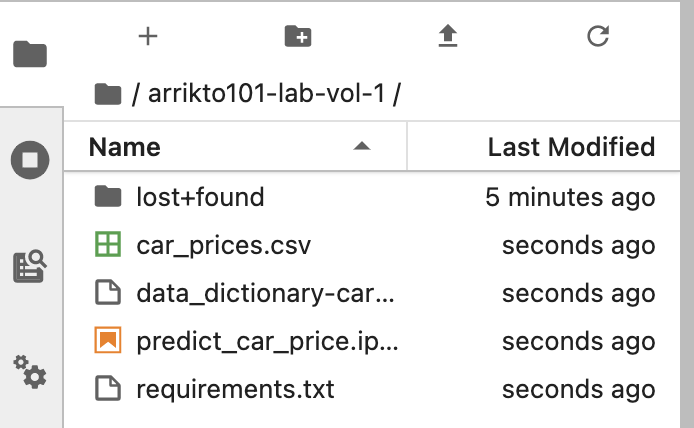 / arrikto101-lab-vol-1 /
Name Last Modified
lost+found 5 minutes ago
car_prices.csv seconds ago
data_dictionary-car... seconds ago
predict_car_price.ip... seconds ago
requirements.txt seconds ago